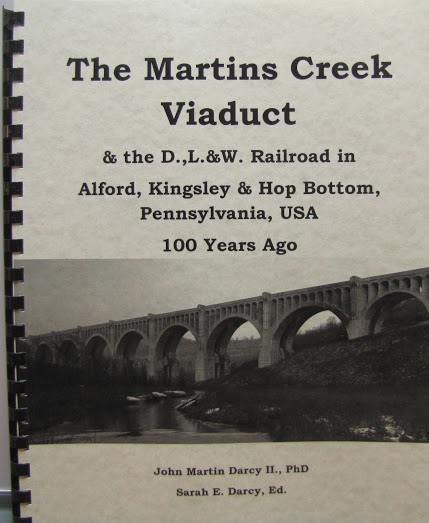 The Martins Creek
Viaduct
& the D.,L.&W. Railroad in
Alford, Kingsley & Hop Bottom,
Pennsylvania, USA
100 Years Ago
John Martin Darcy II., PhD
Sarah E. Darcy, Ed.